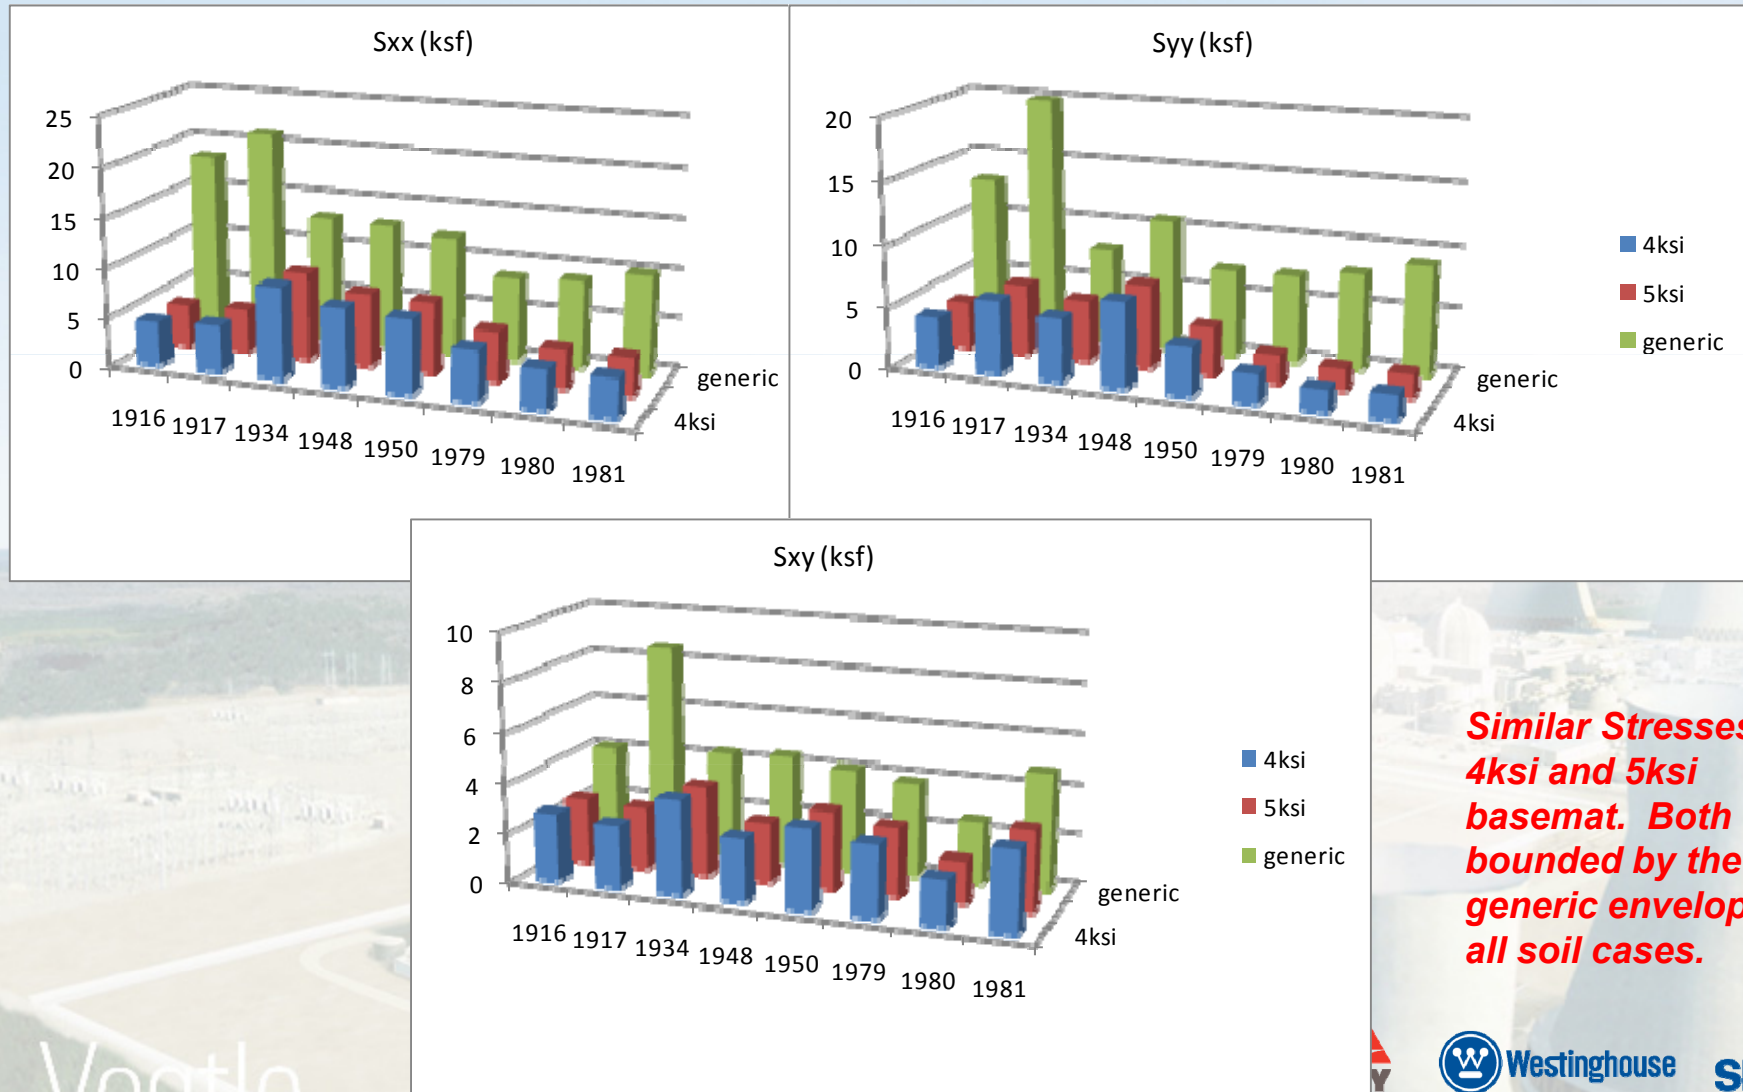 Sxx (ksf)
25
20
15
10
5
0
1916 1917 1934 1948 1950 1979 1980 1981
generic
4ksi
Syy (ksf)
20
15
10
5
0
1916 1917 1934 1948 1950 1979 1980 1981
generic
4ksi
4ksi
5ksi
generic
Sxy (ksf)
10
8
6
4
2
0
1916 1917 1934 1948 1950 1979 1980 1981
generic
4ksi
4ksi
5ksi
generic
Similar Stresses
4ksi and 5ksi
basemat. Both
bounded by the
generic envelop
all soil cases.
Vogtle
Westinghouse